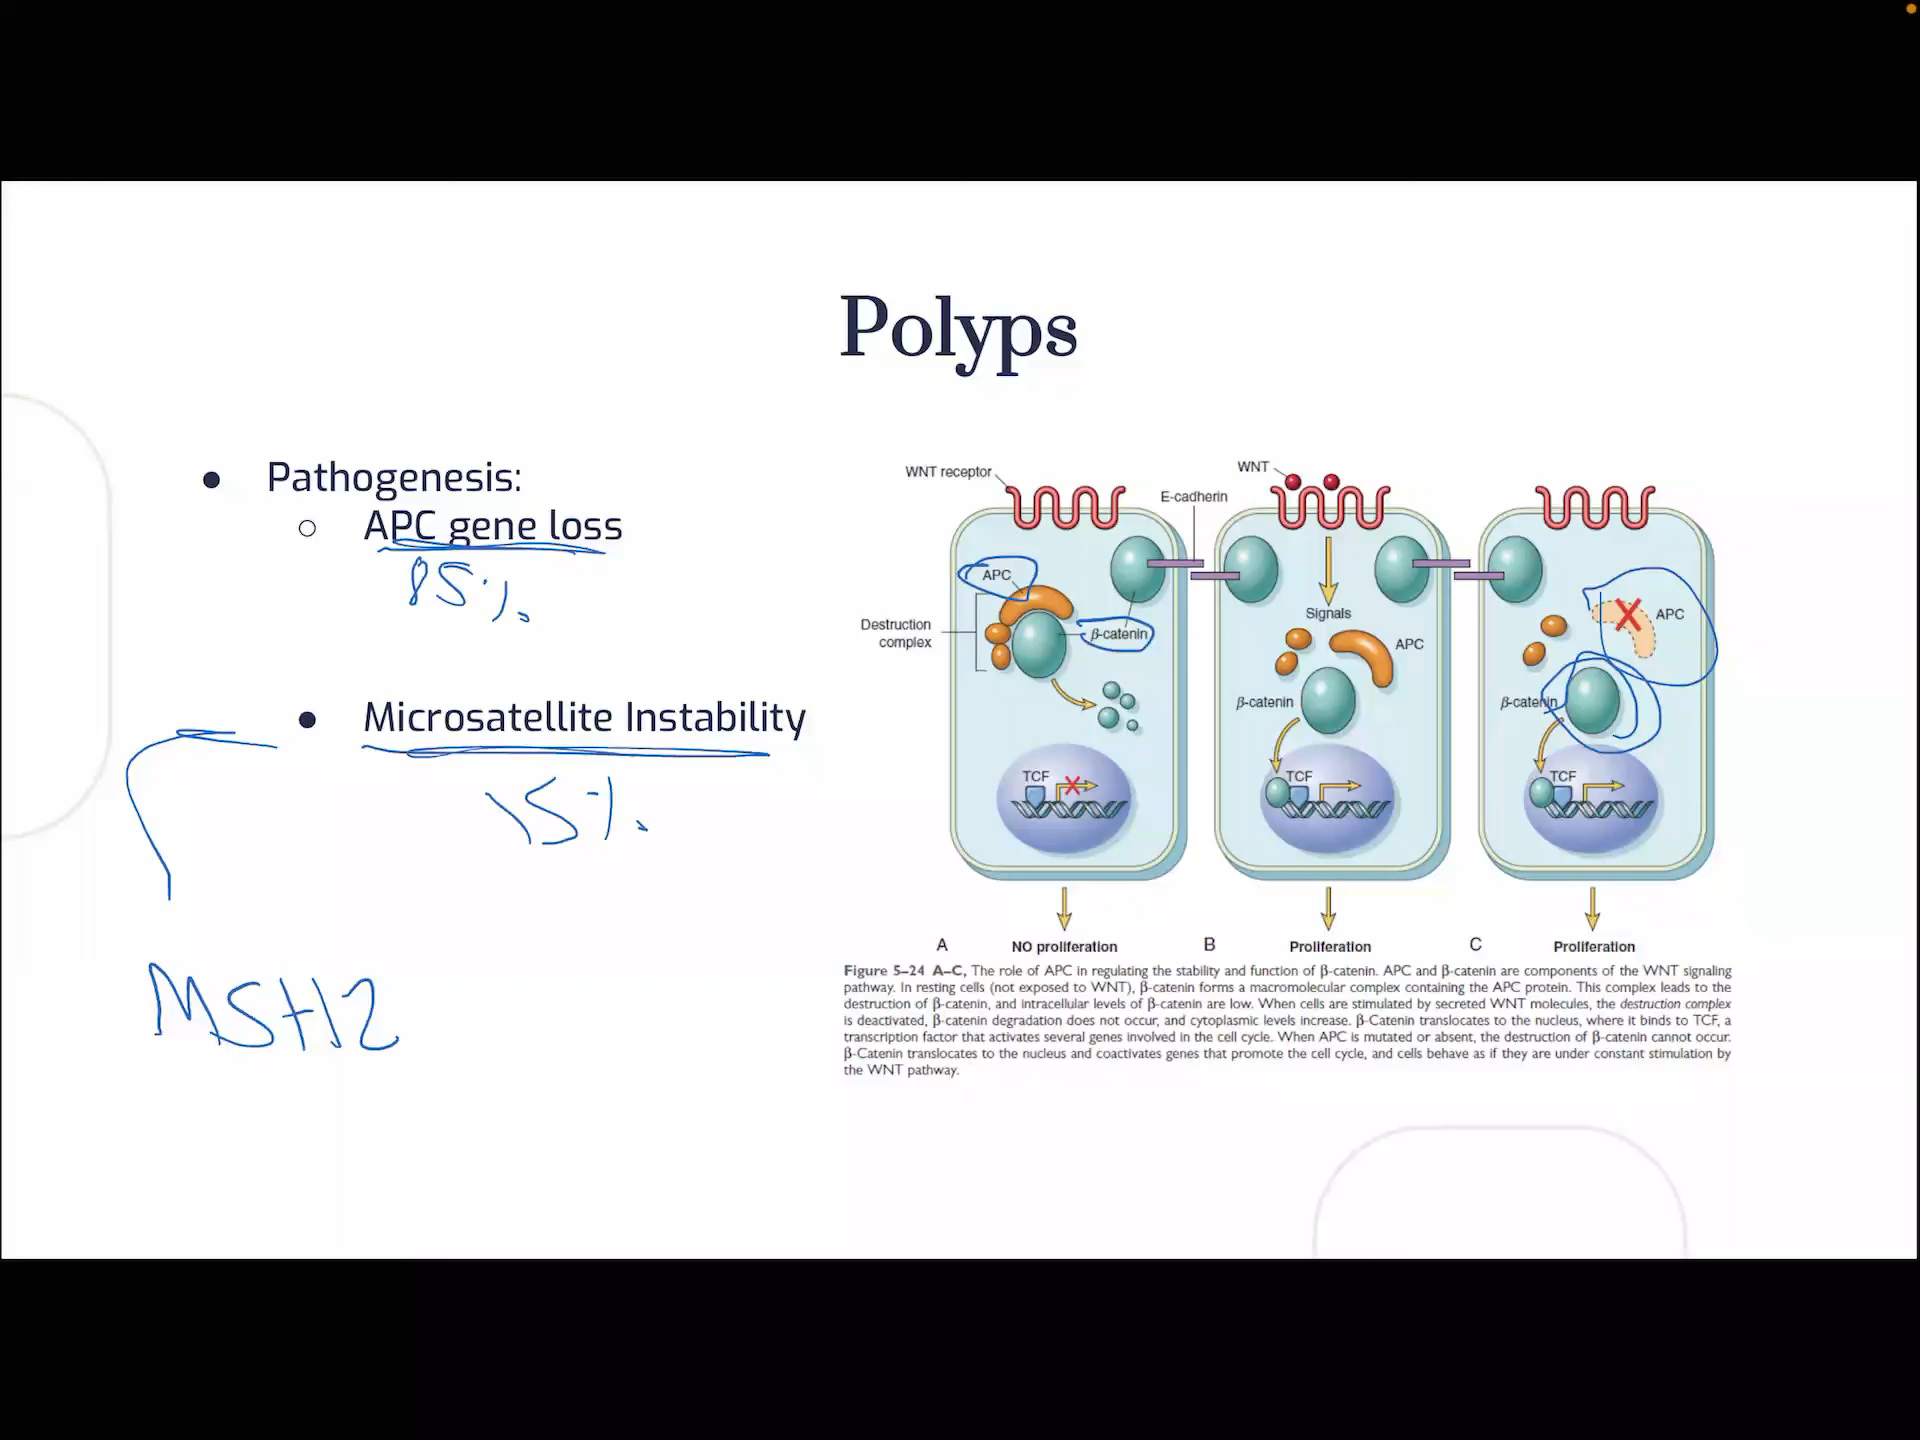 Polyps
● Pathogenesis:
○ APC gene loss
85%
● Microsatellite Instability
15%
MSH2
WNT receptor
WNT
E-cadherin
APC
Destruction
complex
β-catenin
TCF
Signals
APC
β-catenin
TCF
APC
β-catenin
TCF
A NO proliferation
B Proliferation
C Proliferation
Figure 5–24 A–C, The role of APC in regulating the stability and function of β-catenin. APC and β-catenin are components of the WNT signaling
pathway. In resting cells (not exposed to WNT), β-catenin forms a macromolecular complex containing the APC protein. This complex leads to the
destruction of β-catenin, and intracellular levels of β-catenin are low. When cells are stimulated by secreted WNT molecules, the destruction complex
is deactivated, β-catenin degradation does not occur, and cytoplasmic levels increase. β-Catenin translocates to the nucleus, where it binds to TCF, a
transcription factor that activates several genes involved in the cell cycle. When APC is mutated or absent, the destruction of β-catenin cannot occur.
β-Catenin translocates to the nucleus and coactivates genes that promote the cell cycle, and cells behave as if they are under constant stimulation by
the WNT pathway.